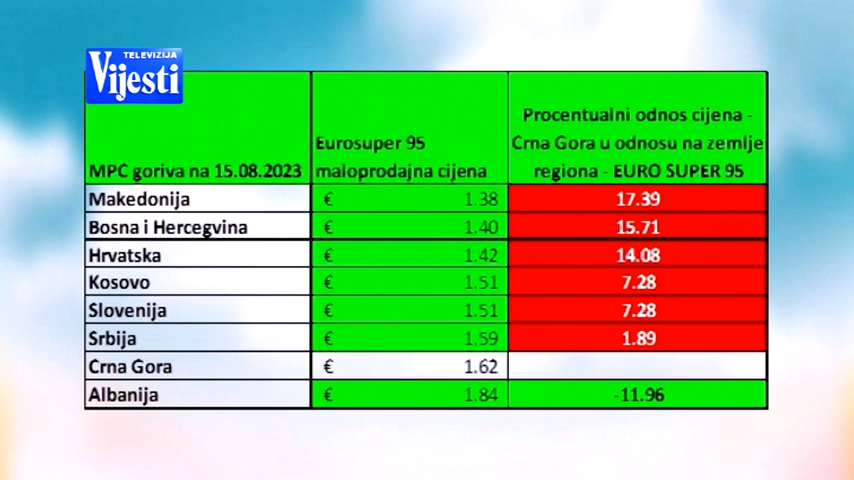 TELEVIZIJA
Vijesti
Procentualni odnos cijena -
Eurosuper 95 Crna Gora u odnosu na zemlje
MPC goriva na 15.08.2023 maloprodajna cijena regiona - EURO SUPER 95
Makedonija € 1.38 17.39
Bosna i Hercegvina € 1.40 15.71
Hrvatska € 1.42 14.08
Kosovo € 1.51 7.28
Slovenija € 1.51 7.28
Srbija € 1.59 1.89
Crna Gora € 1.62
Albanija € 1.84 -11.96